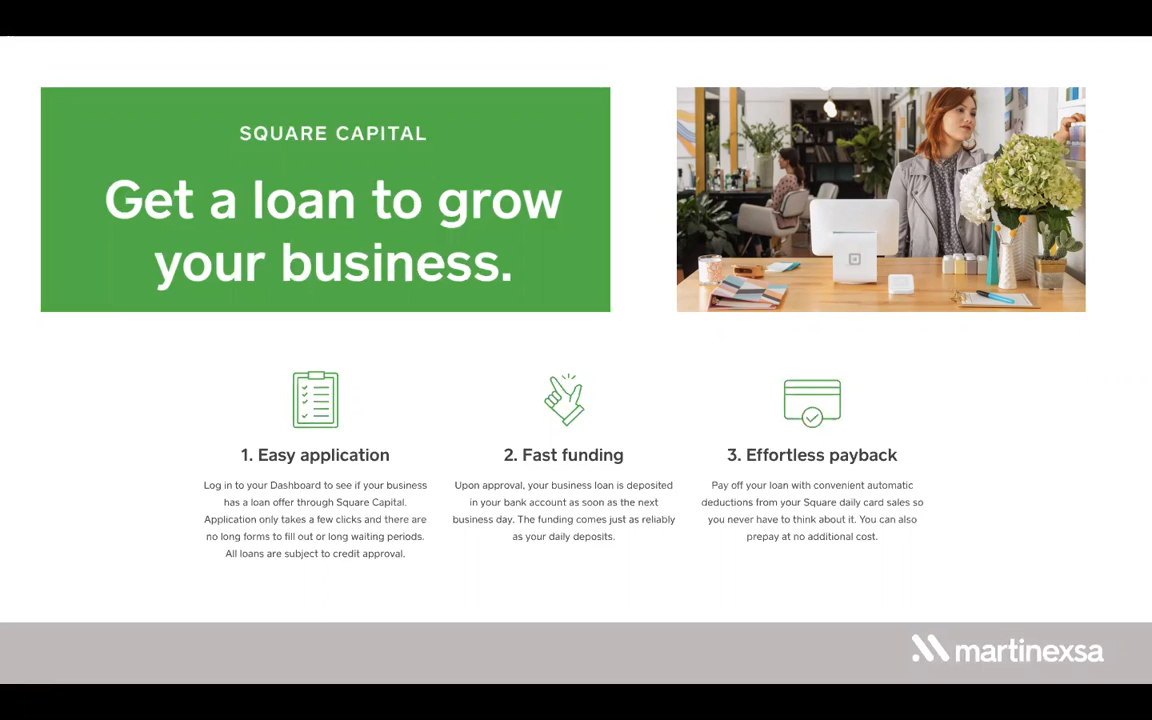 SQUARE CAPITAL
Get a loan to grow
your business.
1. Easy application
Log in to your Dashboard to see if your business
has a loan offer through Square Capital.
Application only takes a few clicks and there are
no long forms to fill out or long waiting periods.
All loans are subject to credit approval.
2. Fast funding
Upon approval, your business loan is deposited
in your bank account as soon as the next
business day. The funding comes just as reliably
as your daily deposits.
3. Effortless payback
Pay off your loan with convenient automatic
deductions from your Square daily card sales so
you never have to think about it. You can also
prepay at no additional cost.
martinexsa